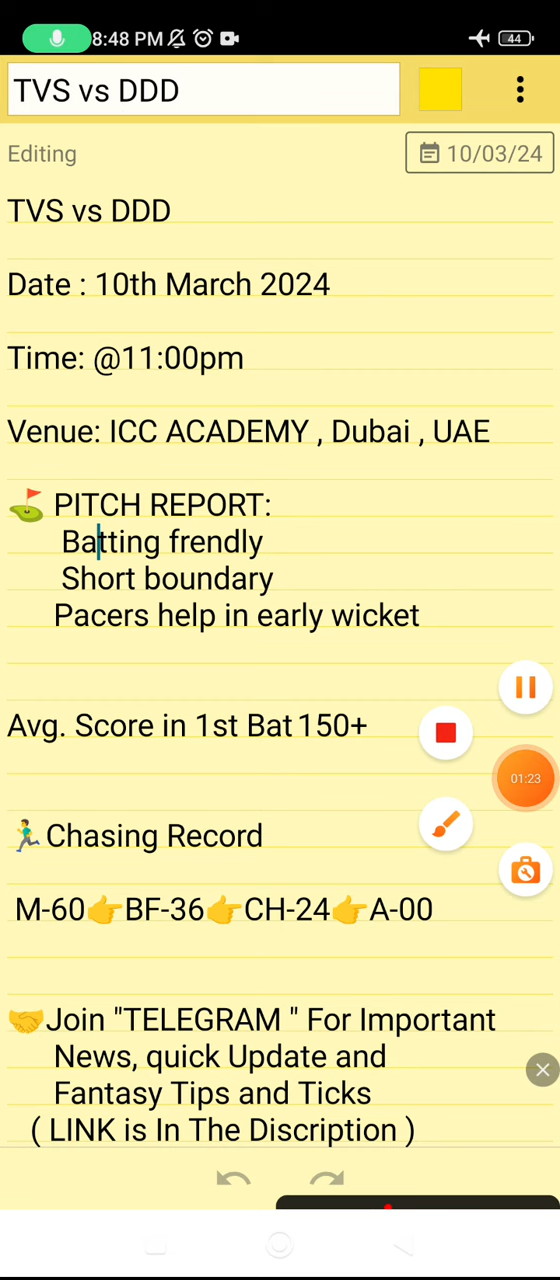 8:48 PM
44
TVS vs DDD
Editing
10/03/24
TVS vs DDD
Date : 10th March 2024
Time: @11:00pm
Venue: ICC ACADEMY , Dubai , UAE
⛳ PITCH REPORT:
Batting frendly
Short boundary
Pacers help in early wicket
Avg. Score in 1st Bat 150+
01:23
🏃‍♂️Chasing Record
M-60👉BF-36👉CH-24👉A-00
🤝Join "TELEGRAM " For Important
News, quick Update and
Fantasy Tips and Ticks
( LINK is In The Discription )